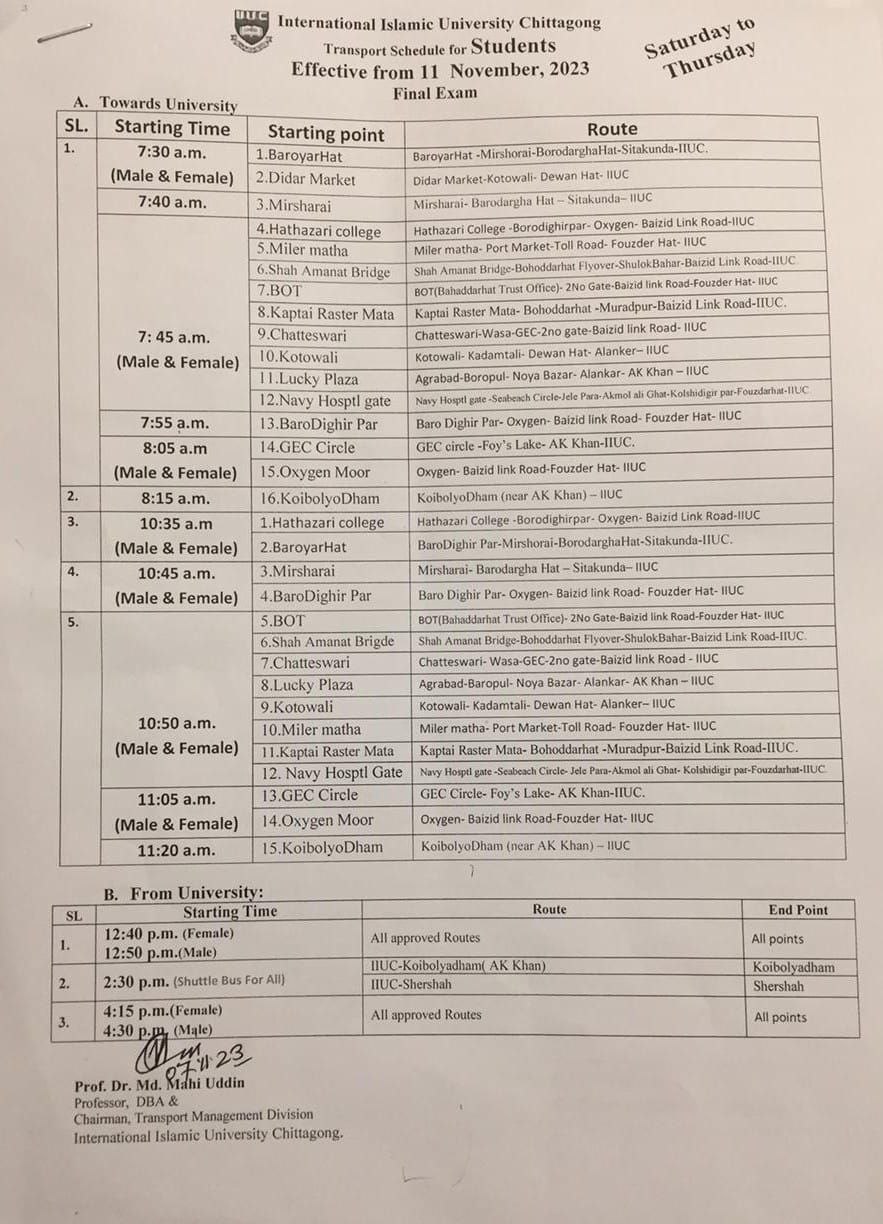 IIUC
International Islamic University Chittagong
Transport Schedule for Students
Effective from 11 November, 2023
Final Exam
Saturday to
Thursday
A. Towards University
SL. Starting Time Starting point Route
1. 7:30 a.m. 1.BaroyarHat BaroyarHat -Mirshorai-BorodarghaHat-Sitakunda-IIUC.
(Male & Female) 2.Didar Market Didar Market-Kotowali- Dewan Hat- IIUC
7:40 a.m. 3.Mirsharai Mirsharai- Barodargha Hat – Sitakunda– IIUC
4.Hathazari college Hathazari College -Borodighirpar- Oxygen- Baizid Link Road-IIUC
5.Miler matha Miler matha- Port Market-Toll Road- Fouzder Hat- IIUC
6.Shah Amanat Bridge Shah Amanat Bridge-Bohoddarhat Flyover-ShulokBahar-Baizid Link Road-IIUC
7.BOT BOT(Bahaddarhat Trust Office)- 2No Gate-Baizid link Road-Fouzder Hat- IIUC
8.Kaptai Raster Mata Kaptai Raster Mata- Bohoddarhat -Muradpur-Baizid Link Road-IIUC.
7: 45 a.m. 9.Chatteswari Chatteswari-Wasa-GEC-2no gate-Baizid link Road- IIUC
(Male & Female) 10.Kotowali Kotowali- Kadamtali- Dewan Hat- Alanker– IIUC
11.Lucky Plaza Agrabad-Boropul- Noya Bazar- Alankar- AK Khan – IIUC
12.Navy Hosptl gate Navy Hosptl gate -Seabeach Circle-Jele Para-Akmol ali Ghat-Kolshidigir par-Fouzdarhat-IIUC.
7:55 a.m. 13.BaroDighir Par Baro Dighir Par- Oxygen- Baizid link Road- Fouzder Hat- IIUC
8:05 a.m 14.GEC Circle GEC circle -Foy's Lake- AK Khan-IIUC.
(Male & Female) 15.Oxygen Moor Oxygen- Baizid link Road-Fouzder Hat- IIUC
2. 8:15 a.m. 16.KoibolyoDham KoibolyoDham (near AK Khan) – IIUC
3. 10:35 a.m 1.Hathazari college Hathazari College -Borodighirpar- Oxygen- Baizid Link Road-IIUC
(Male & Female) 2.BaroyarHat BaroDighir Par-Mirshorai-BorodarghaHat-Sitakunda-IIUC.
4. 10:45 a.m. 3.Mirsharai Mirsharai- Barodargha Hat – Sitakunda– IIUC
(Male & Female) 4.BaroDighir Par Baro Dighir Par- Oxygen- Baizid link Road- Fouzder Hat- IIUC
5. 5.BOT BOT(Bahaddarhat Trust Office)- 2No Gate-Baizid link Road-Fouzder Hat- IIUC
6.Shah Amanat Brigde Shah Amanat Bridge-Bohoddarhat Flyover-ShulokBahar-Baizid Link Road-IIUC.
7.Chatteswari Chatteswari- Wasa-GEC-2no gate-Baizid link Road - IIUC
8.Lucky Plaza Agrabad-Baropul- Noya Bazar- Alankar- AK Khan – IIUC
9.Kotowali Kotowali- Kadamtali- Dewan Hat- Alanker– IIUC
10:50 a.m. 10.Miler matha Miler matha- Port Market-Toll Road- Fouzder Hat- IIUC
(Male & Female) 11.Kaptai Raster Mata Kaptai Raster Mata- Bohoddarhat -Muradpur-Baizid Link Road-IIUC.
12. Navy Hosptl Gate Navy Hosptl gate -Seabeach Circle- Jele Para-Akmol ali Ghat- Kolshidigir par-Fouzdarhat-IIUC.
11:05 a.m. 13.GEC Circle GEC Circle- Foy's Lake- AK Khan-IIUC.
(Male & Female) 14.Oxygen Moor Oxygen- Baizid link Road-Fouzder Hat- IIUC
11:20 a.m. 15.KoibolyoDham KoibolyoDham (near AK Khan) – IIUC
B. From University:
SL Starting Time Route End Point
1. 12:40 p.m. (Female) All approved Routes All points
12:50 p.m.(Male)
2. 2:30 p.m. (Shuttle Bus For All) IIUC-Koibolyadham( AK Khan) Koibolyadham
IIUC-Shershah Shershah
3. 4:15 p.m.(Female) All approved Routes All points
4:30 p.m. (Male)
07.11.23
Prof. Dr. Md. Mahi Uddin
Professor, DBA &
Chairman, Transport Management Division
International Islamic University Chittagong.